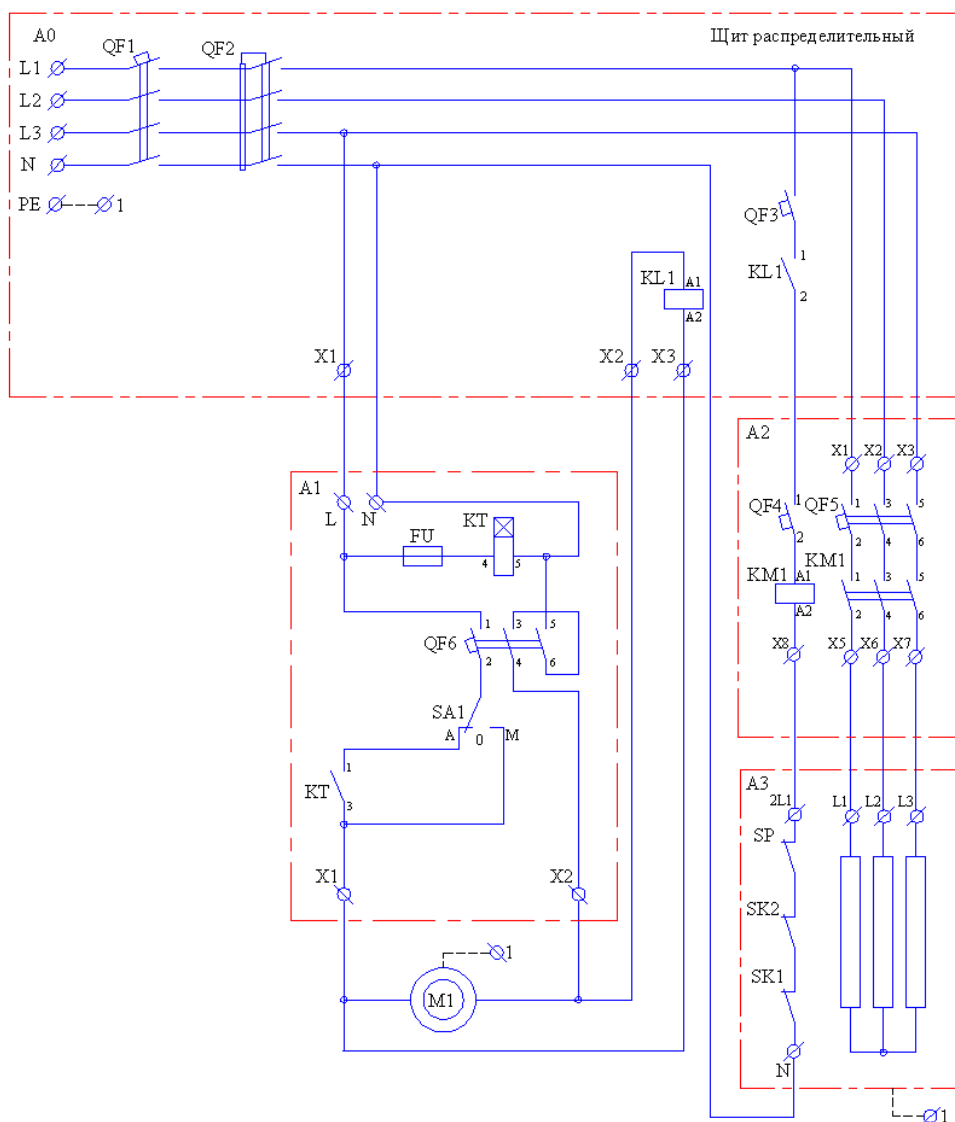 A0
QF1
QF2
Щит распределительный
L1
L2
L3
N
PE
1
QF3
KL1
1
2
KL1
A1
A2
X1
X2
X3
A2
X1
X2
X3
A1
L
N
KT
FU
4
5
QF4
1
2
QF5
1
3
5
2
4
6
KM1
A1
A2
KM1
1
3
5
2
4
6
QF6
1
3
5
2
4
6
X8
X5
X6
X7
SA1
A
0
M
KT
1
3
A3
2L1
L1
L2
L3
SP
SK2
SK1
N
X1
X2
1
M1
1